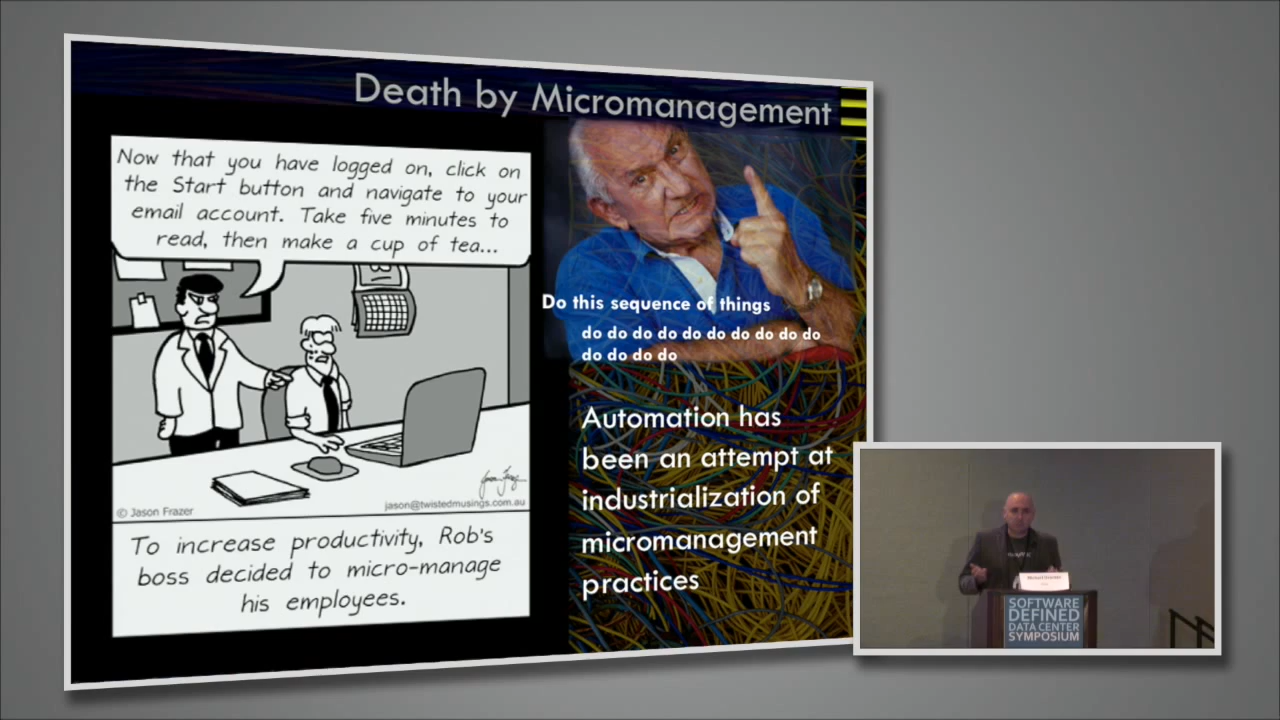 Death by Micromanagement
Now that you have logged on, click on
the Start button and navigate to your
email account. Take five minutes to
read, then make a cup of tea...
© Jason Frazer
jason@twistedmusings.com.au
To increase productivity, Rob's
boss decided to micro-manage
his employees.
Do this sequence of things
do do do do do do do do do do
do do do do
Automation has
been an attempt at
industrialization of
micromanagement
practices
SOFTWARE
DEFINED
DATA CENTER
SYMPOSIUM